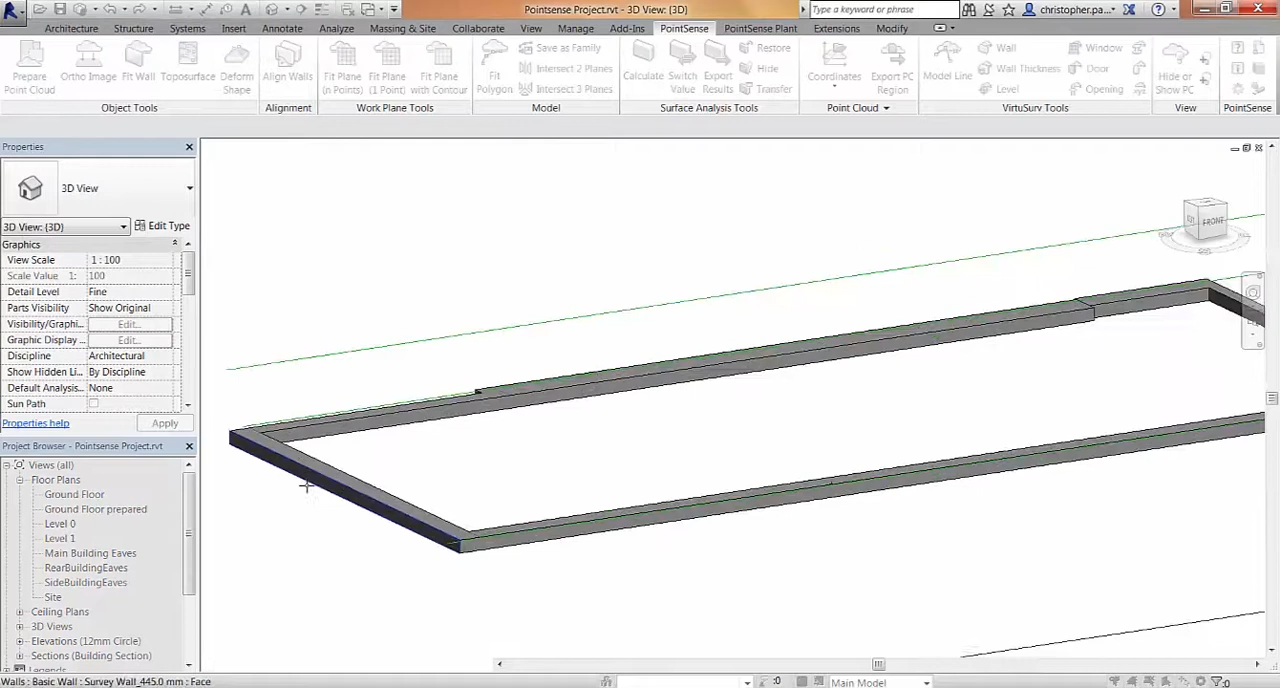 Pointsense Project.rvt - 3D View: {3D}
Type a keyword or phrase
christopher.pa...
Architecture Structure Systems Insert Annotate Analyze Massing & Site Collaborate View Manage Add-Ins PointSense PointSense Plant Extensions Modify
Prepare Point Cloud
Ortho Image
Fit Wall
Toposurface
Deform Shape
Align Walls
Fit Plane (n Points)
Fit Plane (1 Point)
Fit Plane with Contour
Fit Polygon
Save as Family
Intersect 2 Planes
Intersect 3 Planes
Calculate
Switch Value
Export Results
Restore
Hide
Transfer
Coordinates
Export PC Region
Model Line
Wall
Wall Thickness
Level
Window
Door
Opening
Hide or Show PC
Object Tools
Alignment
Work Plane Tools
Model
Surface Analysis Tools
Point Cloud
VirtuSurv Tools
View
PointSense
Properties
3D View
3D View: {3D}
Edit Type
Graphics
View Scale 1 : 100
Scale Value 1: 100
Detail Level Fine
Parts Visibility Show Original
Visibility/Graphi... Edit...
Graphic Display ... Edit...
Discipline Architectural
Show Hidden Li... By Discipline
Default Analysis... None
Sun Path
Properties help
Apply
Project Browser - Pointsense Project.rvt
Views (all)
Floor Plans
Ground Floor
Ground Floor prepared
Level 0
Level 1
Main Building Eaves
RearBuildingEaves
SideBuildingEaves
Site
Ceiling Plans
3D Views
Elevations (12mm Circle)
Sections (Building Section)
Legends
FRONT
Walls : Basic Wall : Survey Wall_445.0 mm : Face
:0
Main Model
:0